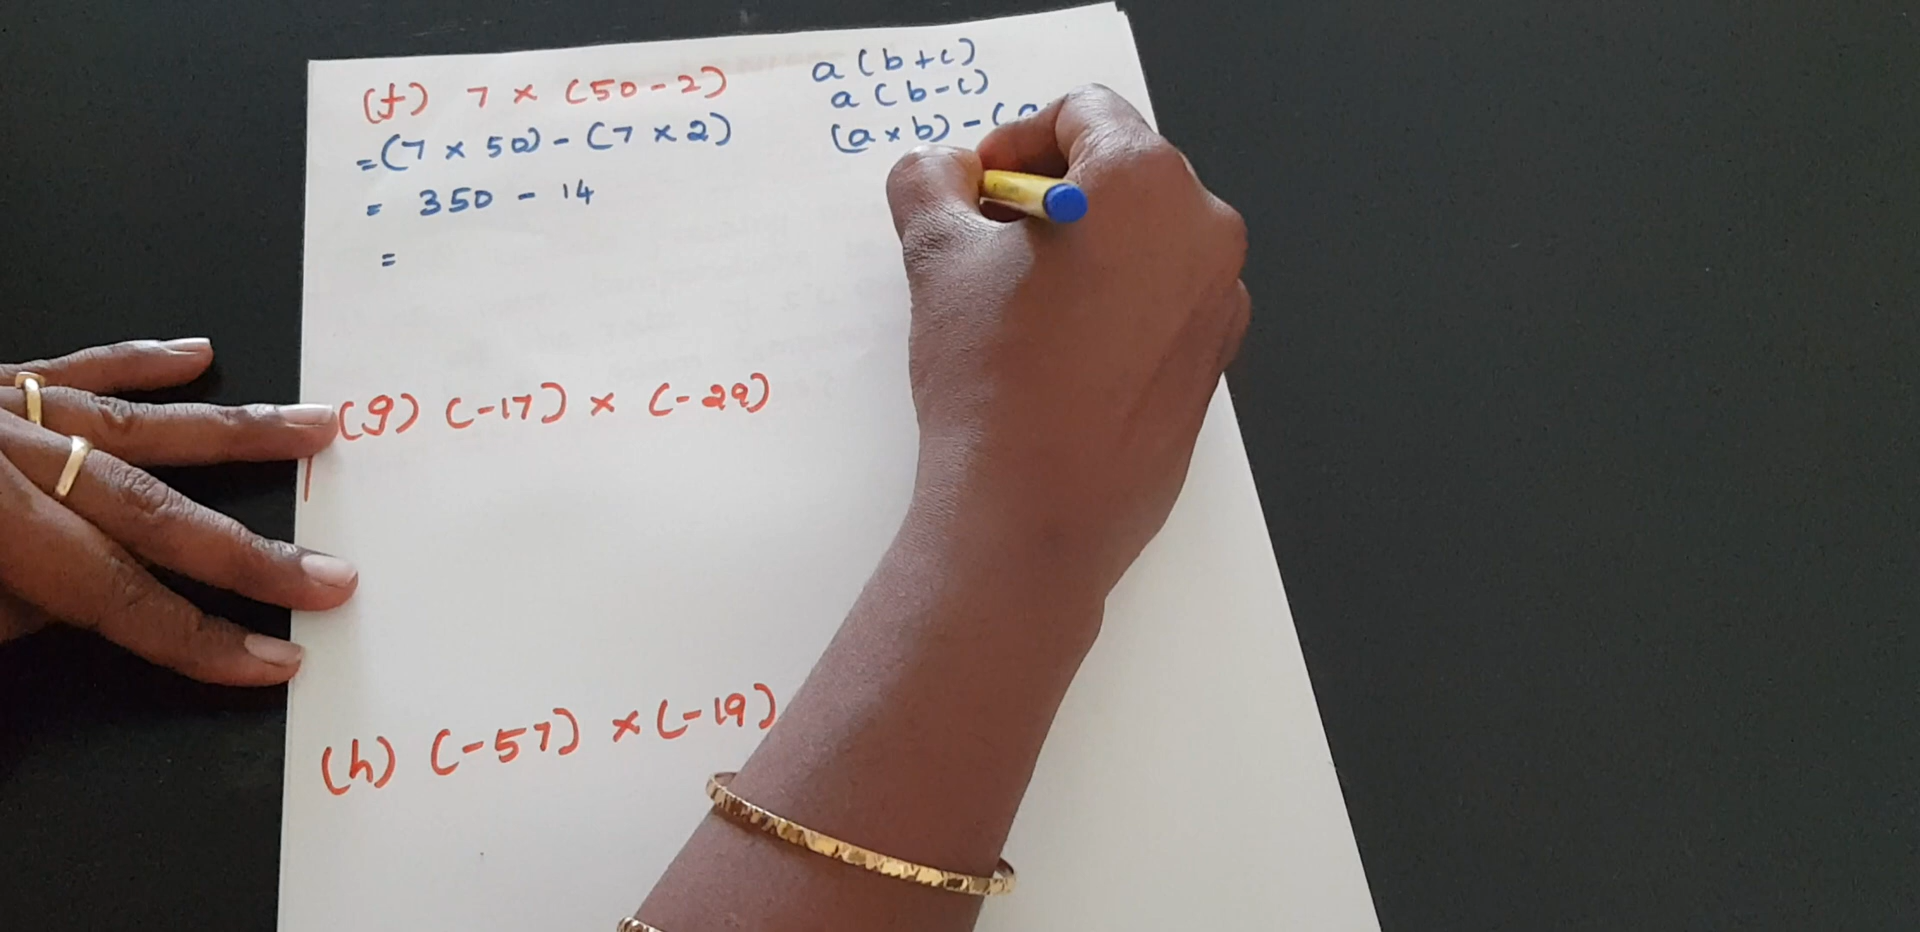 (f) 7 × (50-2)
=(7 × 50) - (7 × 2)
= 350 - 14
=
a (b+c)
a (b-c)
(a × b) - (a
(g) (-17) × (-29)
(h) (-57) × (-19)